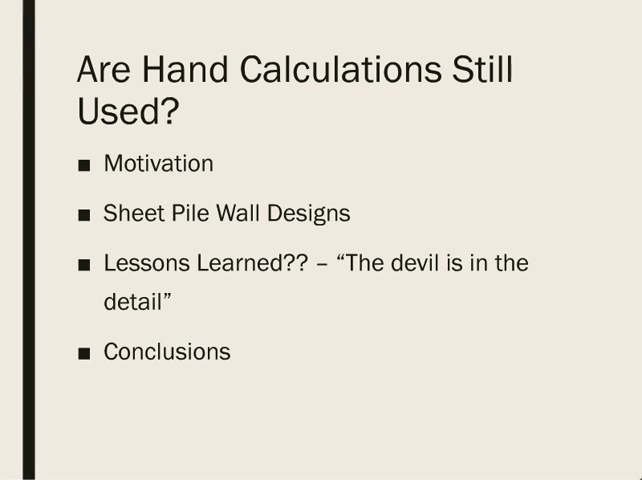 Are Hand Calculations Still
Used?
■ Motivation
■ Sheet Pile Wall Designs
■ Lessons Learned?? – “The devil is in the
detail”
■ Conclusions